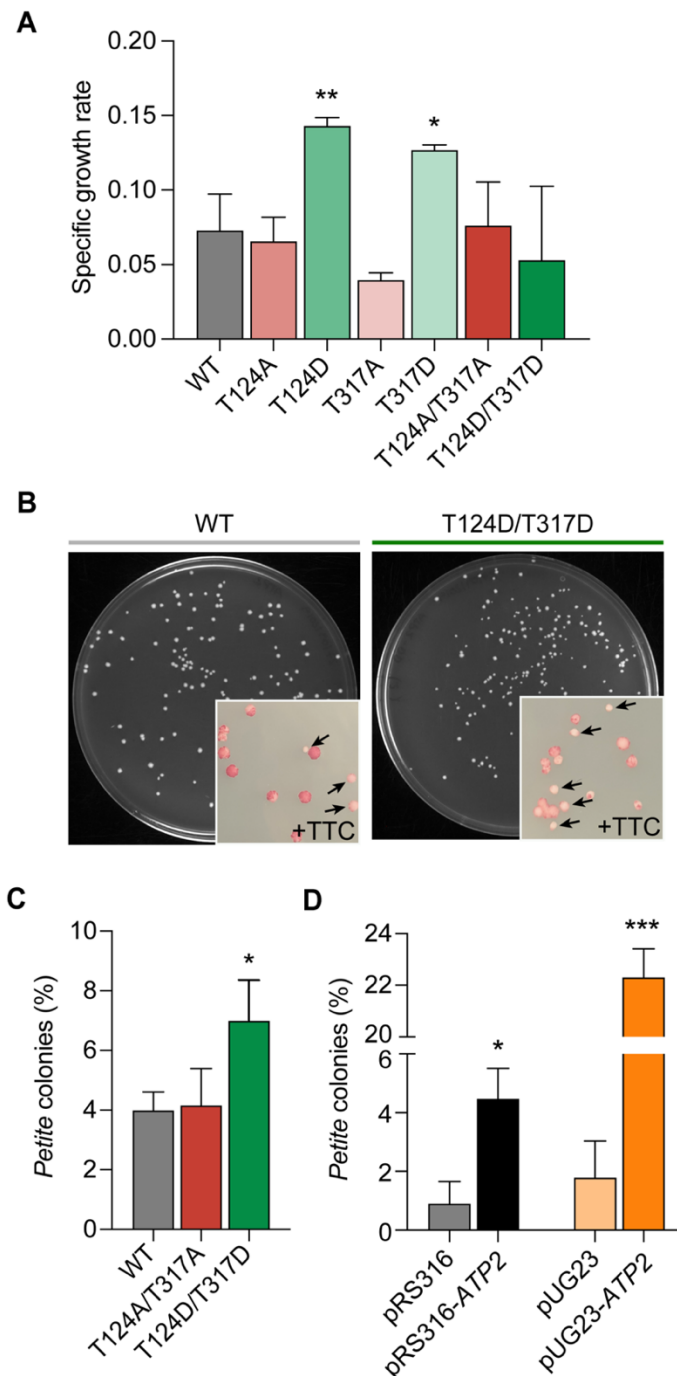 A
Specific growth rate
0.20
0.15
0.10
0.05
0.00
**
*
WT
T124A
T124D
T317A
T317D
T124A/T317A
T124D/T317D
B
WT
T124D/T317D
+TTC
+TTC
C
Petite colonies (%)
10
8
6
4
2
0
*
WT
T124A/T317A
T124D/T317D
D
Petite colonies (%)
24
22
20
6
4
2
0
*
***
pRS316
pRS316-ATP2
pUG23
pUG23-ATP2